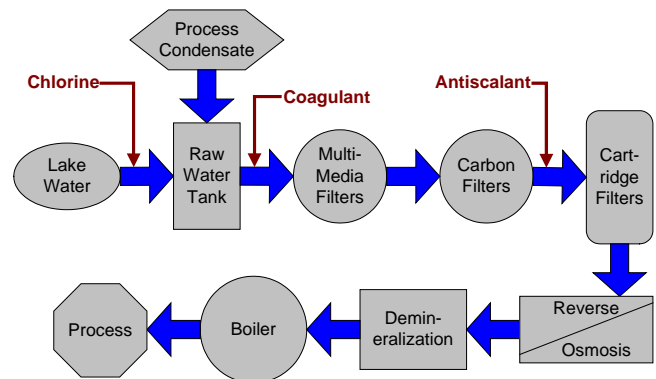 Process
Condensate
Chlorine
Coagulant
Antiscalant
Lake
Water
Raw
Water
Tank
Multi-
Media
Filters
Carbon
Filters
Cart-
ridge
Filters
Process
Boiler
Demin-
eralization
Reverse
Osmosis